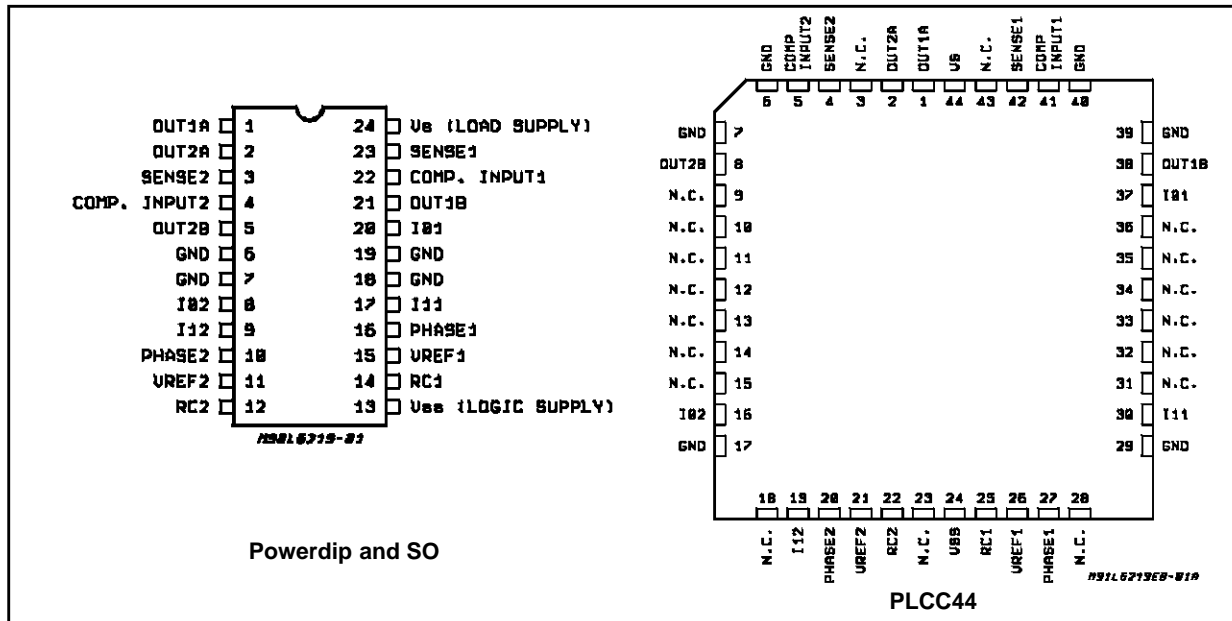 OUT1A 1 24 Vs (LOAD SUPPLY)
OUT2A 2 23 SENSE1
SENSE2 3 22 COMP. INPUT1
COMP. INPUT2 4 21 OUT1B
OUT2B 5 20 I01
GND 6 19 GND
GND 7 18 GND
I02 8 17 I11
I12 9 16 PHASE1
PHASE2 10 15 VREF1
VREF2 11 14 RC1
RC2 12 13 Vss (LOGIC SUPPLY)
M90L6219-01
Powerdip and SO
GND COMP INPUT2 SENSE2 N.C. OUT2A OUT1A VS N.C. SENSE1 COMP INPUT1 GND
6 5 4 3 2 1 44 43 42 41 40
GND 7 39 GND
OUT2B 8 38 OUT1B
N.C. 9 37 I01
N.C. 10 36 N.C.
N.C. 11 35 N.C.
N.C. 12 34 N.C.
N.C. 13 33 N.C.
N.C. 14 32 N.C.
N.C. 15 31 N.C.
I02 16 30 I11
GND 17 29 GND
18 19 20 21 22 23 24 25 26 27 28
N.C. I12 PHASE2 VREF2 RC2 N.C. VSS RC1 VREF1 PHASE1 N.C.
M91L6219EB-01A
PLCC44